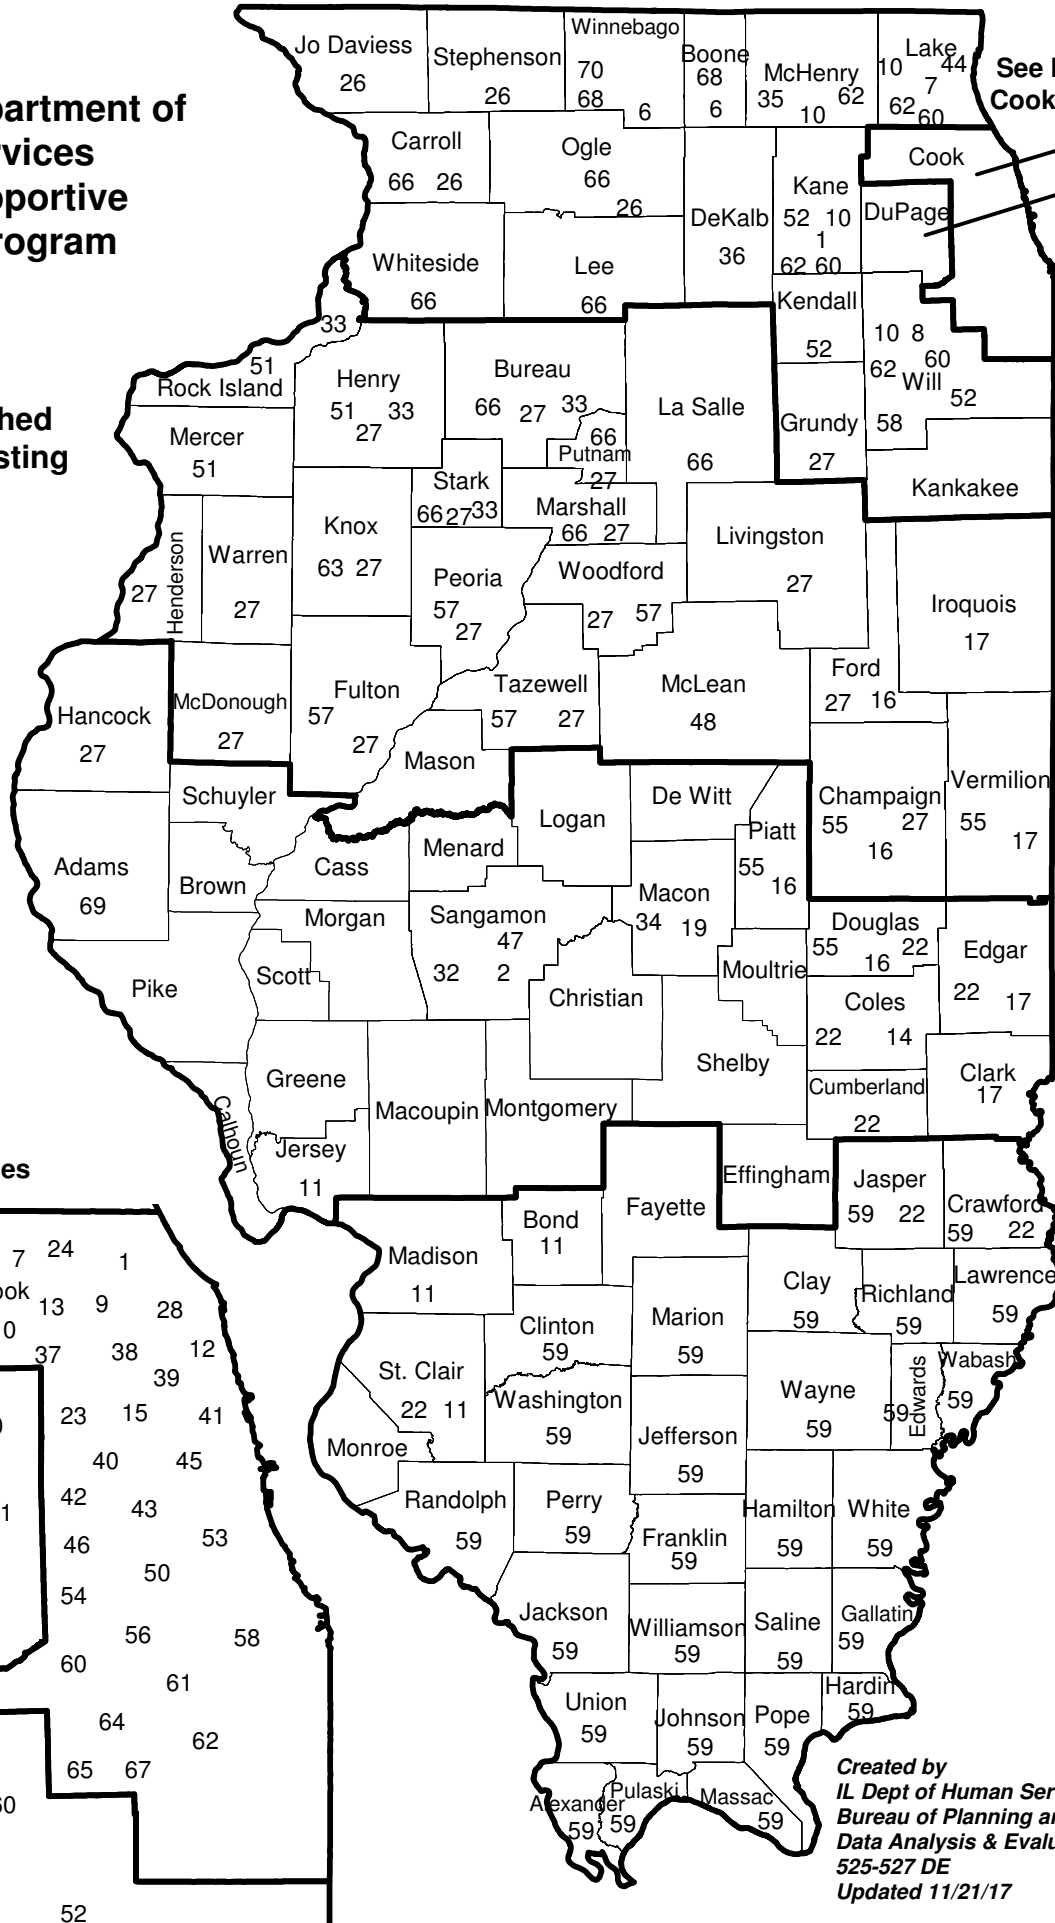 partment of
rvices
pportive
rogram
hed
sting
es
See
Cook
Jo Daviess
26
Stephenson
26
Winnebago
70
68
6
Boone
68
6
McHenry
35 62
10
Lake
10 44
7
62
60
Carroll
66 26
Ogle
66
26
DeKalb
36
Kane
52 10
1
62 60
Cook
DuPage
Whiteside
66
Lee
66
Kendall
52
10 8
60
62
Will
52
58
33
51
Rock Island
Henry
51 33
27
Bureau
66 27 33
66
Putnam
27
La Salle
66
Grundy
27
Kankakee
Mercer
51
Stark
66 27 33
Marshall
66 27
Knox
63 27
Henderson
27
Warren
27
Peoria
57
27
Woodford
27 57
Livingston
27
Iroquois
17
Hancock
27
McDonough
27
Fulton
57
27
Tazewell
57 27
McLean
48
Ford
27 16
Mason
Schuyler
Logan
De Witt
Piatt
55
16
Champaign
55 27
16
Vermilion
55
17
Adams
69
Brown
Cass
Menard
Macon
34 19
Morgan
Sangamon
47
32 2
Douglas
55 22
16
Edgar
22 17
Pike
Scott
Christian
Moultrie
Coles
22 14
Shelby
Greene
Macoupin
Montgomery
Cumberland
22
Clark
17
Calhoun
Jersey
11
Effingham
Jasper
59 22
Crawford
59 22
Fayette
Bond
11
Madison
11
Clay
59
Richland
59
Lawrence
59
Clinton
59
Marion
59
St. Clair
22 11
Washington
59
Wayne
59
Edwards
59
Wabash
59
Monroe
Jefferson
59
Randolph
59
Perry
59
Hamilton
59
White
59
Franklin
59
Jackson
59
Williamson
59
Saline
59
Gallatin
59
Union
59
Johnson
59
Pope
59
Hardin
59
Alexander
59
Pulaski
59
Massac
59
7 24 1
ook
13 9 28
0
37 38 12
39
23 15 41
40 45
42 43
1
46 53
50
54
56 58
60
61
64
62
65 67
60
52
Created by
IL Dept of Human Ser
Bureau of Planning a
Data Analysis & Evalu
525-527 DE
Updated 11/21/17